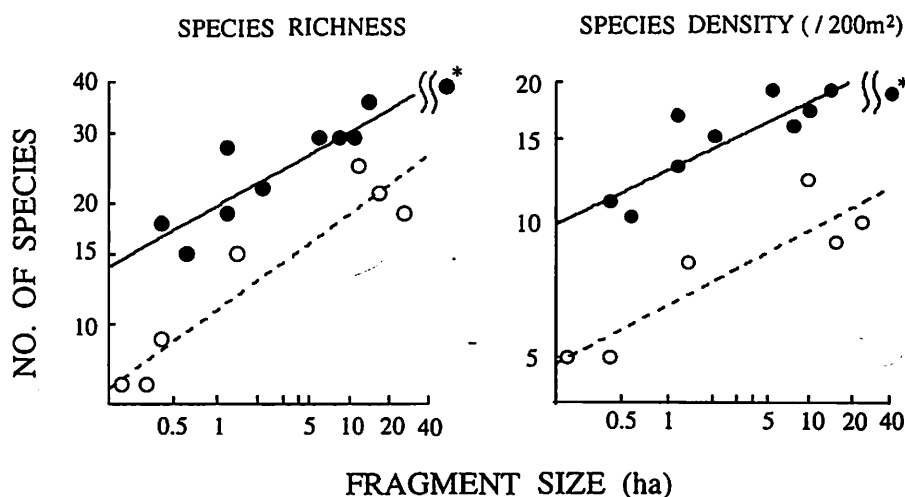 SPECIES RICHNESS
SPECIES DENSITY ( / 200m²)
NO. OF SPECIES
40
30
20
15
10
*
0.5 1 5 10 20 40
20
15
10
5
*
0.5 1 5 10 20 40
FRAGMENT SIZE (ha)